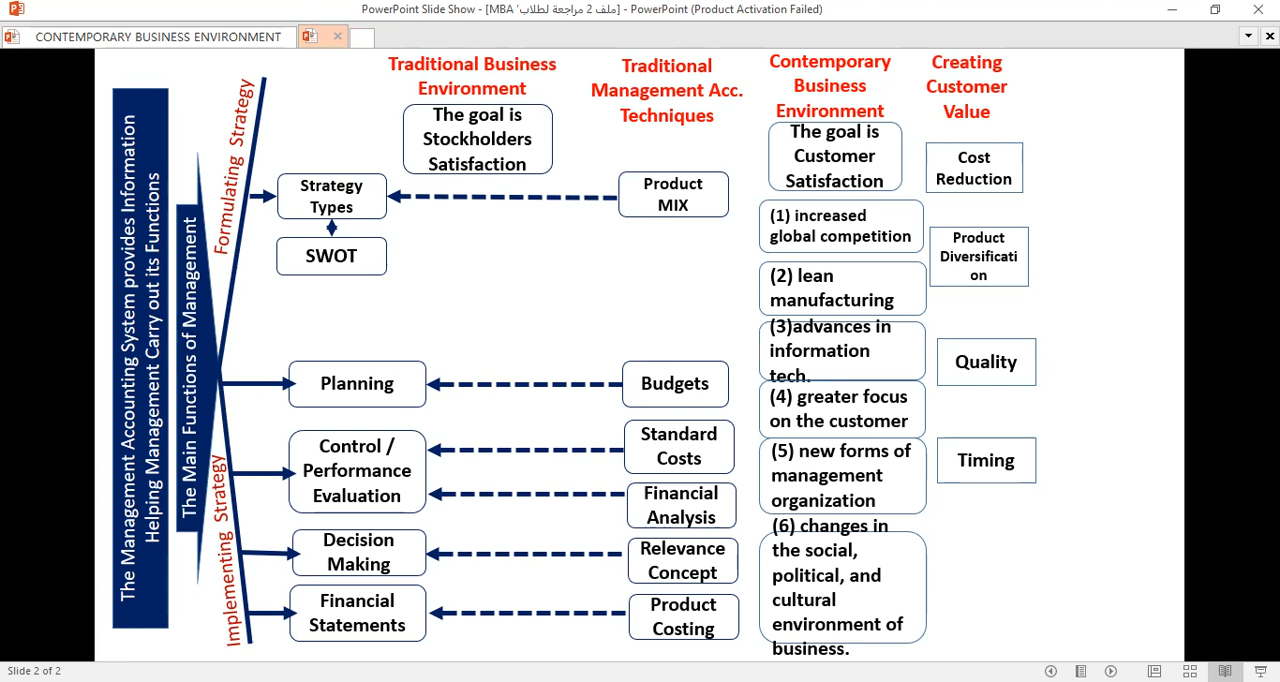 PowerPoint Slide Show - [MBA 'ملف 2 مراجعة لطلاب] - PowerPoint (Product Activation Failed)
CONTEMPORARY BUSINESS ENVIRONMENT
The Management Accounting System provides Information
Helping Management Carry out its Functions
The Main Functions of Management
Formulating Strategy
Implementing Strategy
Traditional Business
Environment
The goal is
Stockholders
Satisfaction
Strategy
Types
SWOT
Planning
Control /
Performance
Evaluation
Decision
Making
Financial
Statements
Traditional
Management Acc.
Techniques
Product
MIX
Budgets
Standard
Costs
Financial
Analysis
Relevance
Concept
Product
Costing
Contemporary
Business
Environment
The goal is
Customer
Satisfaction
(1) increased
global competition
(2) lean
manufacturing
(3)advances in
information
tech.
(4) greater focus
on the customer
(5) new forms of
management
organization
(6) changes in
the social,
political, and
cultural
environment of
business.
Creating
Customer
Value
Cost
Reduction
Product
Diversificati
on
Quality
Timing
Slide 2 of 2